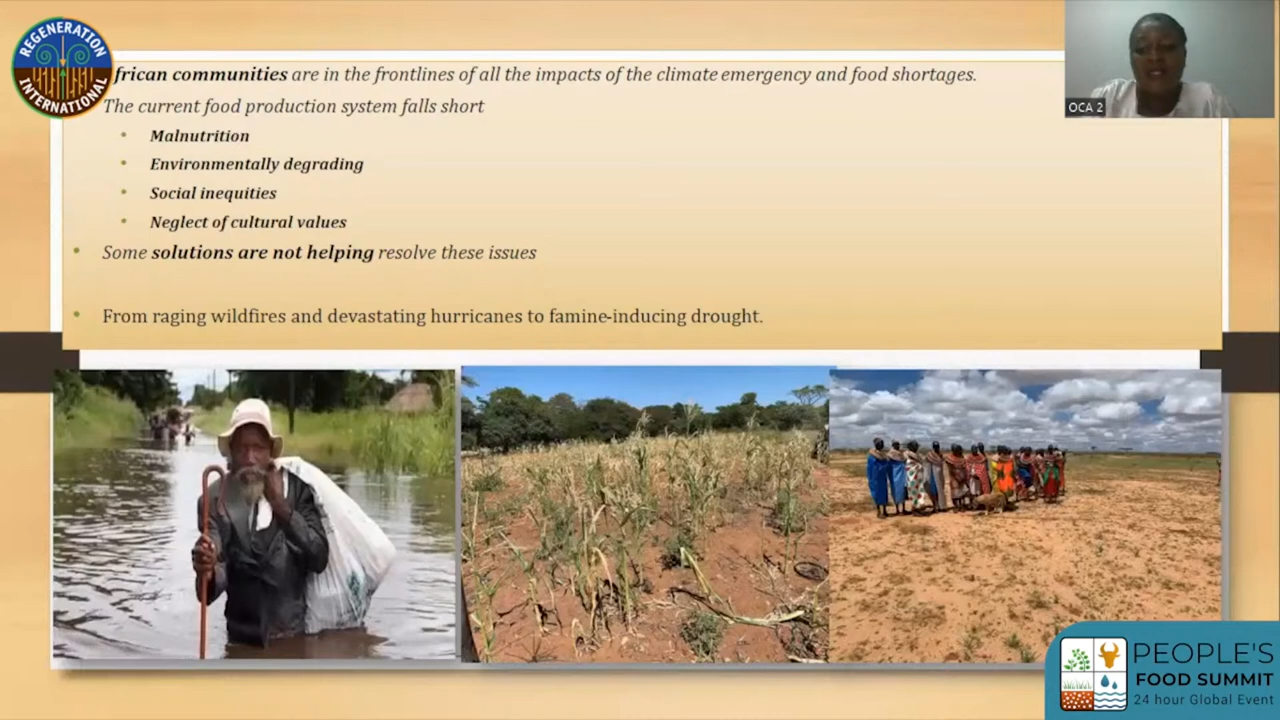 REGENERATION
INTERNATIONAL
frican communities are in the frontlines of all the impacts of the climate emergency and food shortages.
OCA 2
The current food production system falls short
• Malnutrition
• Environmentally degrading
• Social inequities
• Neglect of cultural values
• Some solutions are not helping resolve these issues
• From raging wildfires and devastating hurricanes to famine-inducing drought.
PEOPLE'S
FOOD SUMMIT
24 hour Global Event